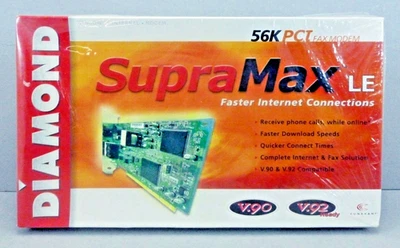 56K PCI FAX MODEM
DIAMOND
SupraMax LE
Faster Internet Connections
• Receive phone calls, while online*
• Faster Download Speeds
• Quicker Connect Times
• Complete Internet & Fax Solution
• V.90 & V.92 Compatible
V.90
V.92
Ready